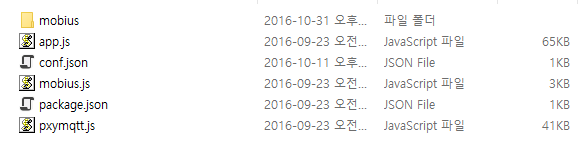 mobius 2016-10-31 오후... 파일 폴더
app.js 2016-09-23 오전... JavaScript 파일 65KB
conf.json 2016-10-11 오후... JSON File 1KB
mobius.js 2016-09-23 오전... JavaScript 파일 3KB
package.json 2016-09-23 오전... JSON File 1KB
pxymqtt.js 2016-09-23 오전... JavaScript 파일 41KB